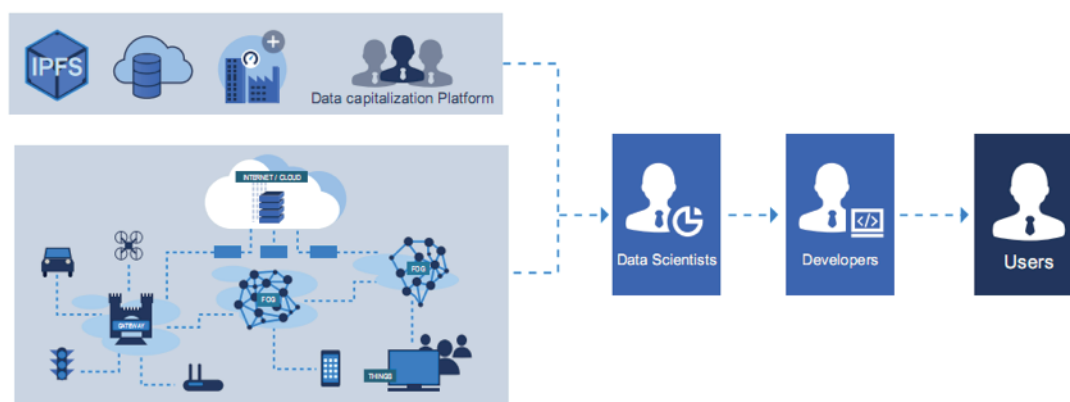 IPFS
Data capitalization Platform
INTERNET / CLOUD
FOG
FOG
GATEWAY
THINGS
Data Scientists
</>
Developers
Users